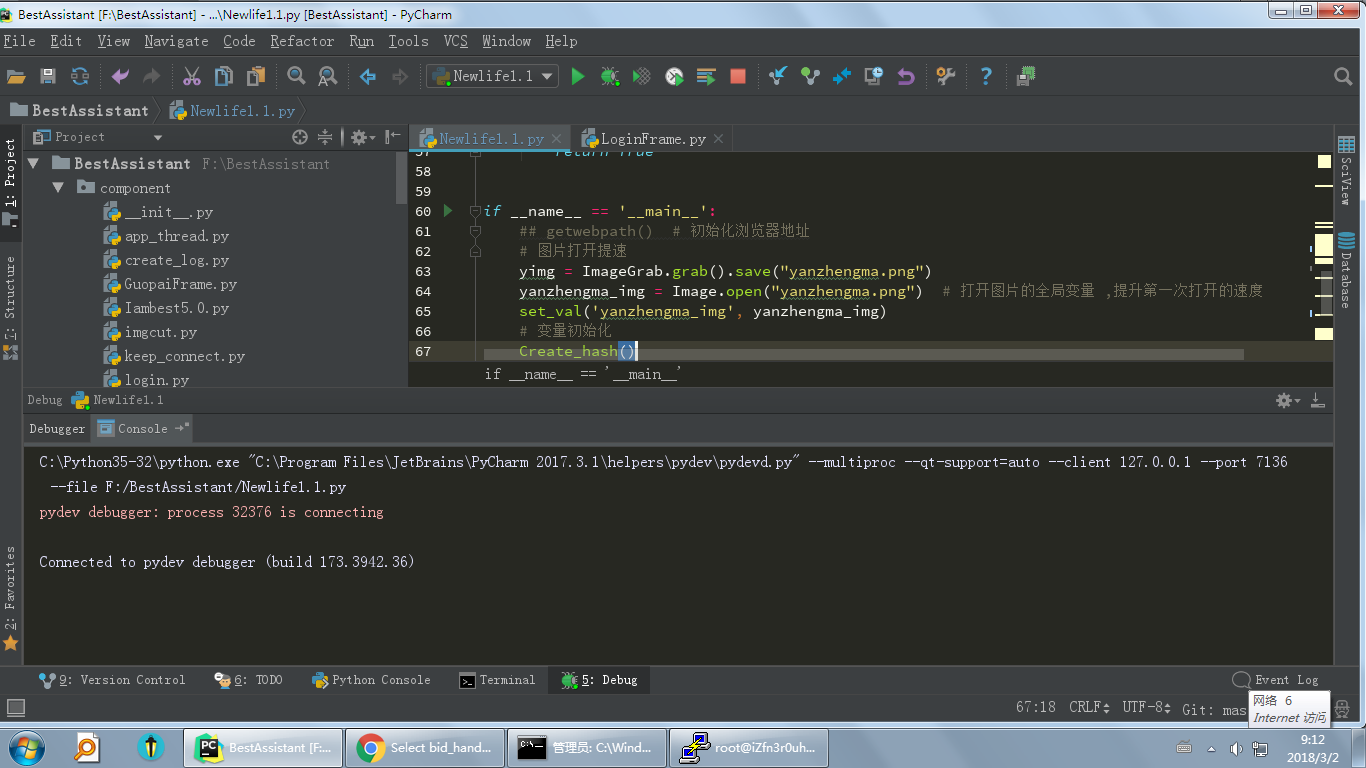 BestAssistant [F:\BestAssistant] - ...\Newlife1.1.py [BestAssistant] - PyCharm
File Edit View Navigate Code Refactor Run Tools VCS Window Help
Newlife1.1
BestAssistant Newlife1.1.py
Project
Newlife1.1.py LoginFrame.py
1: Project
7: Structure
2: Favorites
BestAssistant F:\BestAssistant
component
__init__.py
app_thread.py
create_log.py
GuopaiFrame.py
Iambest5.0.py
imgcut.py
keep_connect.py
login.py
57 return True
58
59
60 if __name__ == '__main__':
61 ## getwebpath() # 初始化浏览器地址
62 # 图片打开提速
63 yimg = ImageGrab.grab().save("yanzhengma.png")
64 yanzhengma_img = Image.open("yanzhengma.png") # 打开图片的全局变量 ,提升第一次打开的速度
65 set_val('yanzhengma_img', yanzhengma_img)
66 # 变量初始化
67 Create_hash()
if __name__ == '__main__'
SciView
Database
Debug Newlife1.1
Debugger Console
C:\Python35-32\python.exe "C:\Program Files\JetBrains\PyCharm 2017.3.1\helpers\pydev\pydevd.py" --multiproc --qt-support=auto --client 127.0.0.1 --port 7136
--file F:/BestAssistant/Newlife1.1.py
pydev debugger: process 32376 is connecting
Connected to pydev debugger (build 173.3942.36)
9: Version Control 6: TODO Python Console Terminal 5: Debug Event Log
67:18 CRLF UTF-8 Git: mas
网络 6
Internet 访问
BestAssistant [F:... Select bid_hand... 管理员: C:\Wind... root@iZfn3r0uh...
9:12
2018/3/2